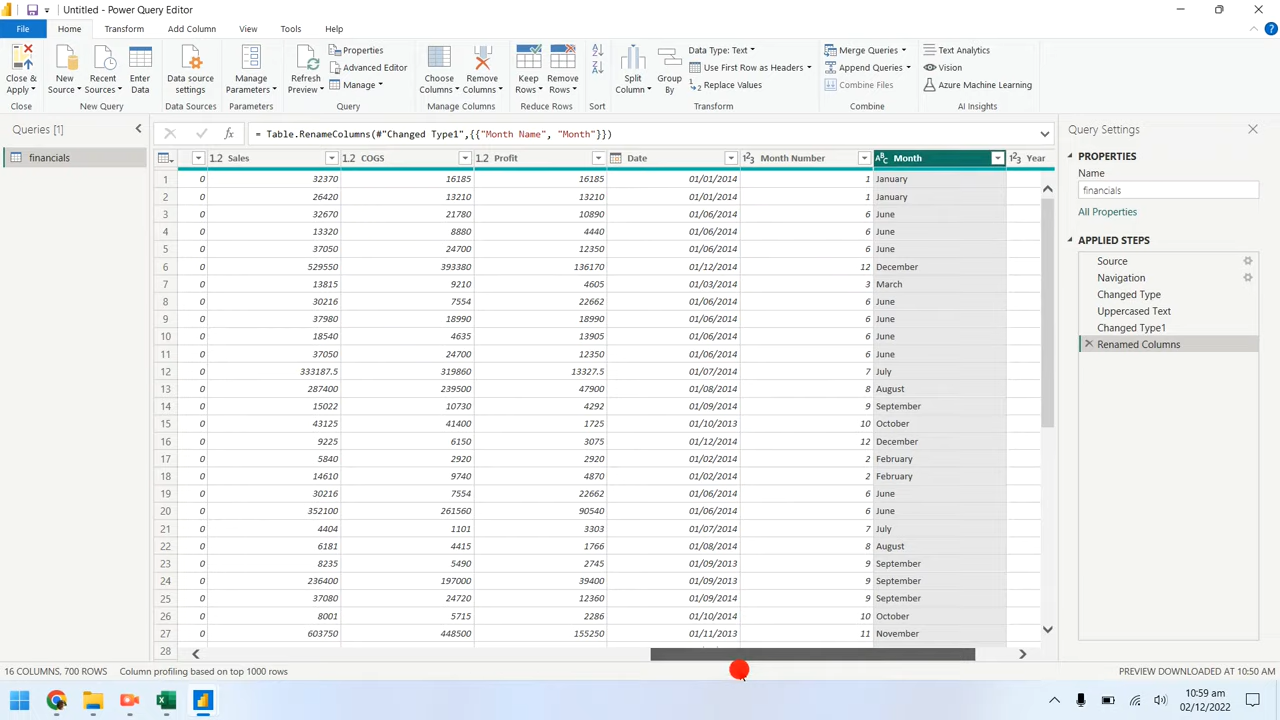 Untitled - Power Query Editor
File Home Transform Add Column View Tools Help
Close & Apply
New Source
Recent Sources
Enter Data
Data source settings
Manage Parameters
Refresh Preview
Properties
Advanced Editor
Manage
Choose Columns
Remove Columns
Keep Rows
Remove Rows
Split Column
Group By
Data Type: Text
Use First Row as Headers
Replace Values
Merge Queries
Append Queries
Combine Files
Text Analytics
Vision
Azure Machine Learning
Close New Query Data Sources Parameters Query Manage Columns Reduce Rows Sort Transform Combine AI Insights
Queries [1]
financials
= Table.RenameColumns(#"Changed Type1",{{"Month Name", "Month"}})
1.2 Sales 1.2 COGS 1.2 Profit Date 123 Month Number ABC Month 123 Year
1 0 32370 16185 16185 01/01/2014 1 January
2 0 26420 13210 13210 01/01/2014 1 January
3 0 32670 21780 10890 01/06/2014 6 June
4 0 13320 8880 4440 01/06/2014 6 June
5 0 37050 24700 12350 01/06/2014 6 June
6 0 529550 393380 136170 01/12/2014 12 December
7 0 13815 9210 4605 01/03/2014 3 March
8 0 30216 7554 22662 01/06/2014 6 June
9 0 37980 18990 18990 01/06/2014 6 June
10 0 18540 4635 13905 01/06/2014 6 June
11 0 37050 24700 12350 01/06/2014 6 June
12 0 333187.5 319860 13327.5 01/07/2014 7 July
13 0 287400 239500 47900 01/08/2014 8 August
14 0 15022 10730 4292 01/09/2014 9 September
15 0 43125 41400 1725 01/10/2013 10 October
16 0 9225 6150 3075 01/12/2014 12 December
17 0 5840 2920 2920 01/02/2014 2 February
18 0 14610 9740 4870 01/02/2014 2 February
19 0 30216 7554 22662 01/06/2014 6 June
20 0 352100 261560 90540 01/06/2014 6 June
21 0 4404 1101 3303 01/07/2014 7 July
22 0 6181 4415 1766 01/08/2014 8 August
23 0 8235 5490 2745 01/09/2013 9 September
24 0 236400 197000 39400 01/09/2013 9 September
25 0 37080 24720 12360 01/09/2013 9 September
26 0 8001 5715 2286 01/10/2014 10 October
27 0 603750 448500 155250 01/11/2013 11 November
28
Query Settings
PROPERTIES
Name
financials
All Properties
APPLIED STEPS
Source
Navigation
Changed Type
Uppercased Text
Changed Type1
Renamed Columns
16 COLUMNS, 700 ROWS Column profiling based on top 1000 rows PREVIEW DOWNLOADED AT 10:50 AM
10:59 am
02/12/2022